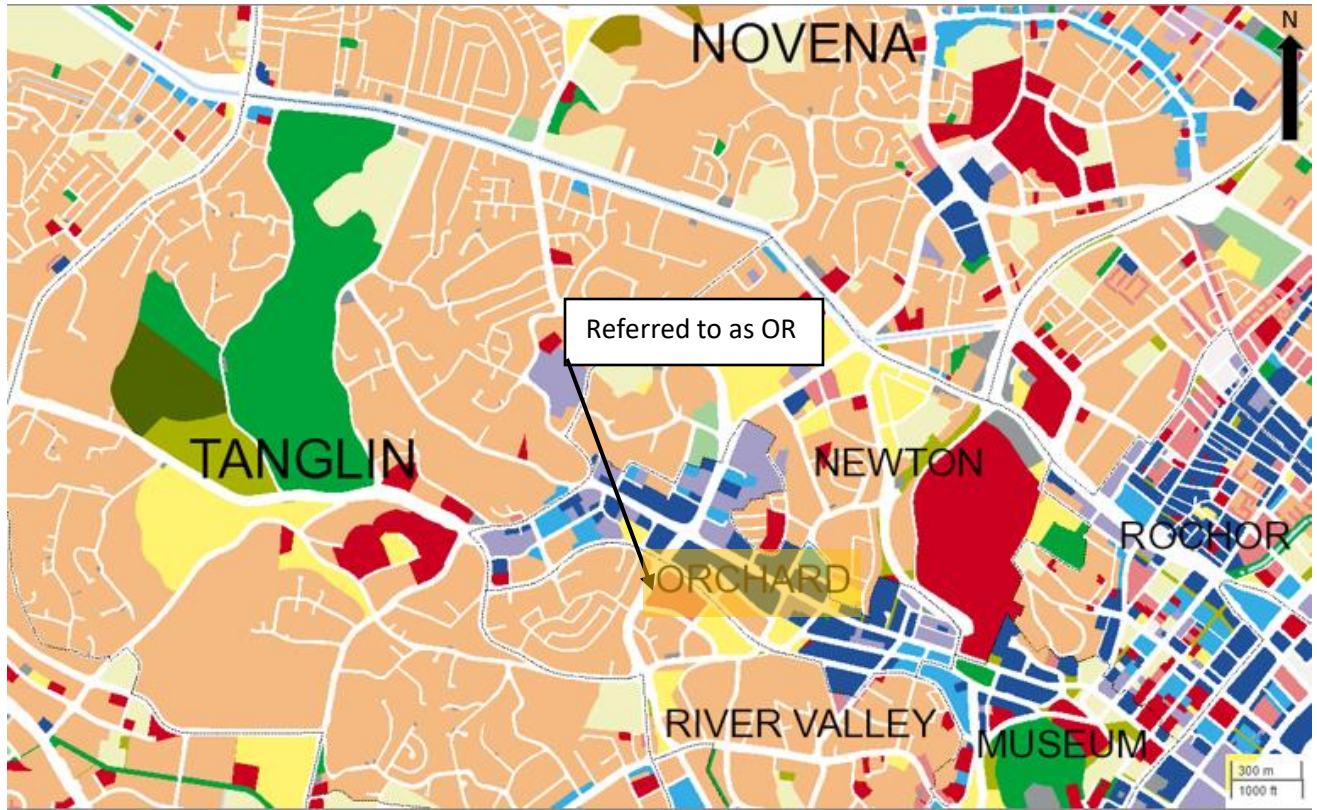 NOVENA
N
Referred to as OR
TANGLIN
NEWTON
ROCHOR
ORCHARD
RIVER VALLEY
MUSEUM
300 m
1000 ft